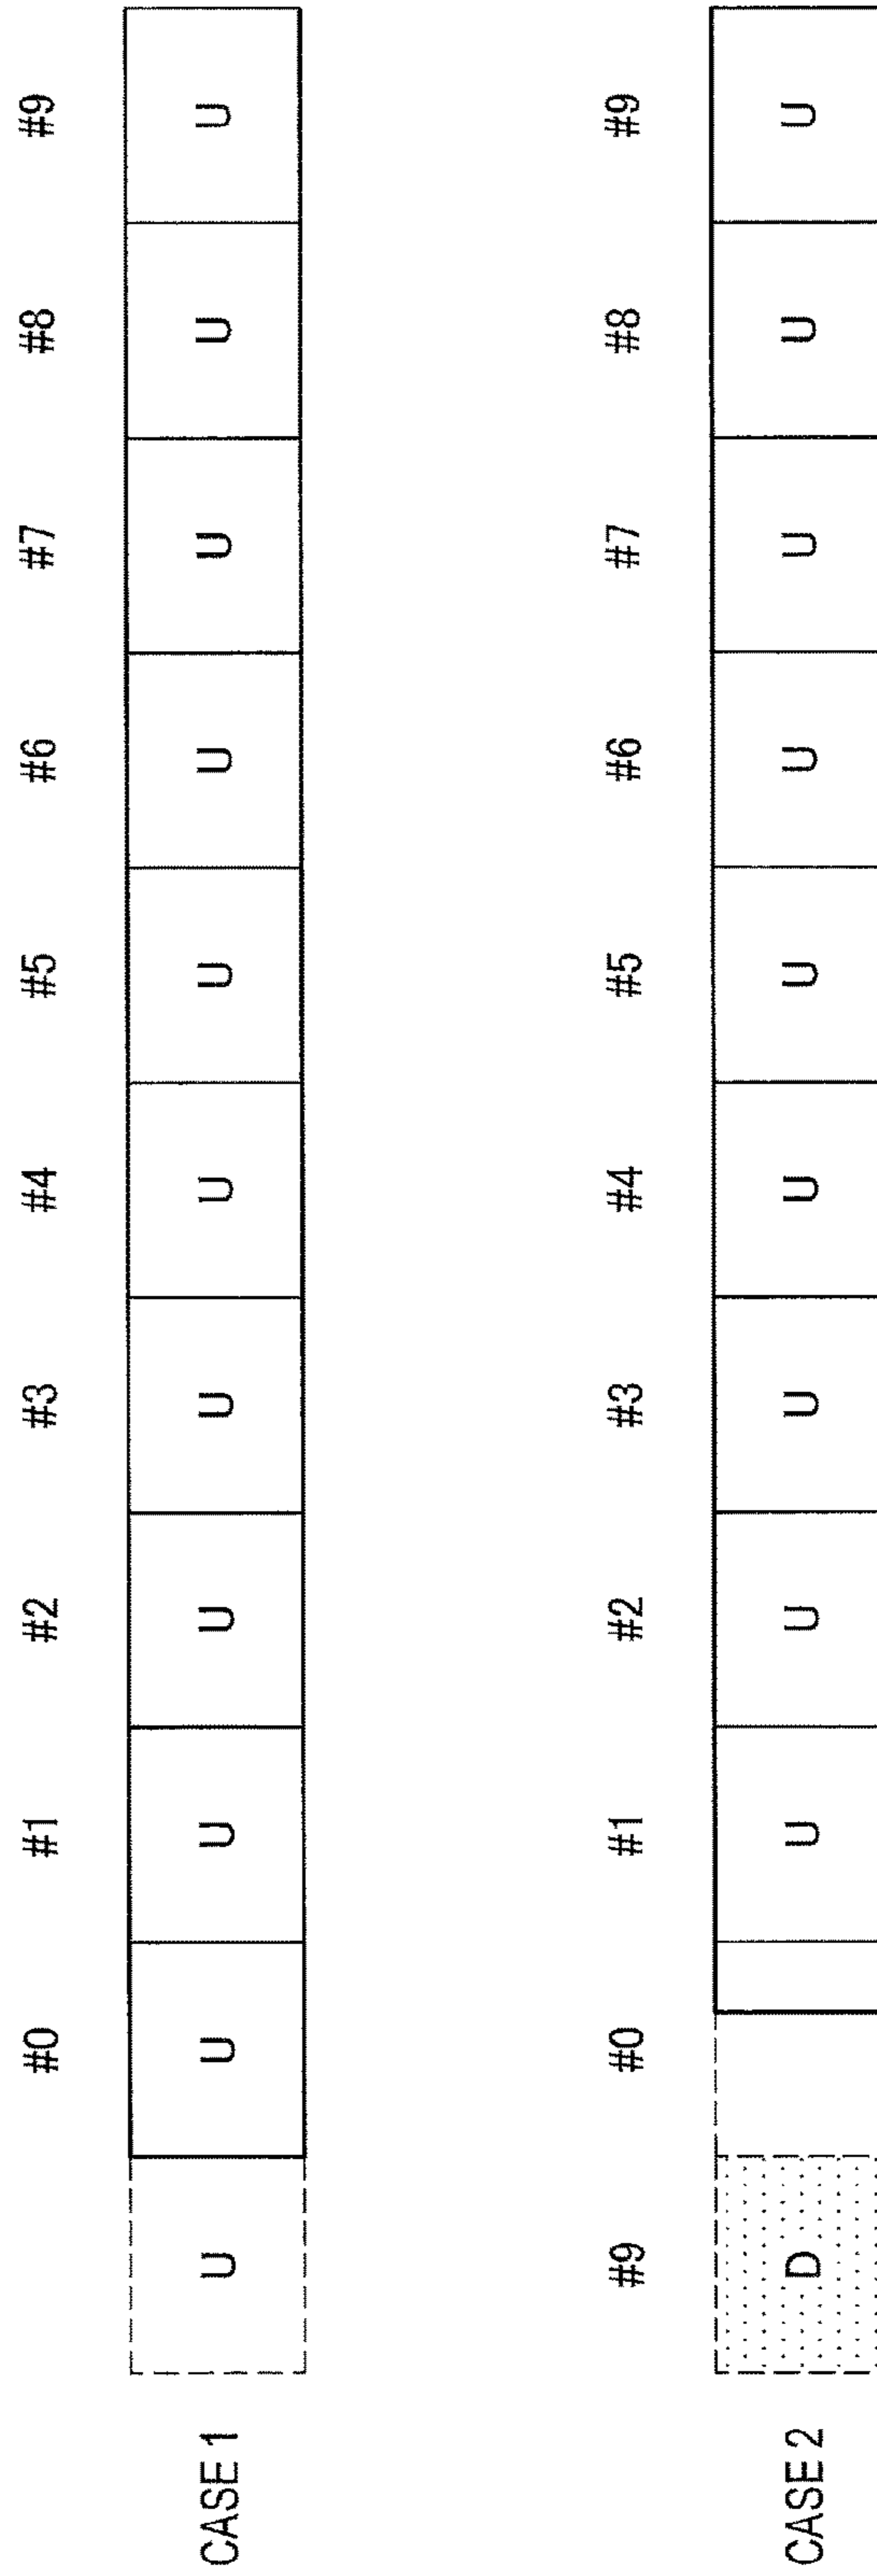 #0 #1 #2 #3 #4 #5 #6 #7 #8 #9
CASE 1 U U U U U U U U U U U
#9 #0 #1 #2 #3 #4 #5 #6 #7 #8 #9
CASE 2 D U U U U U U U U U